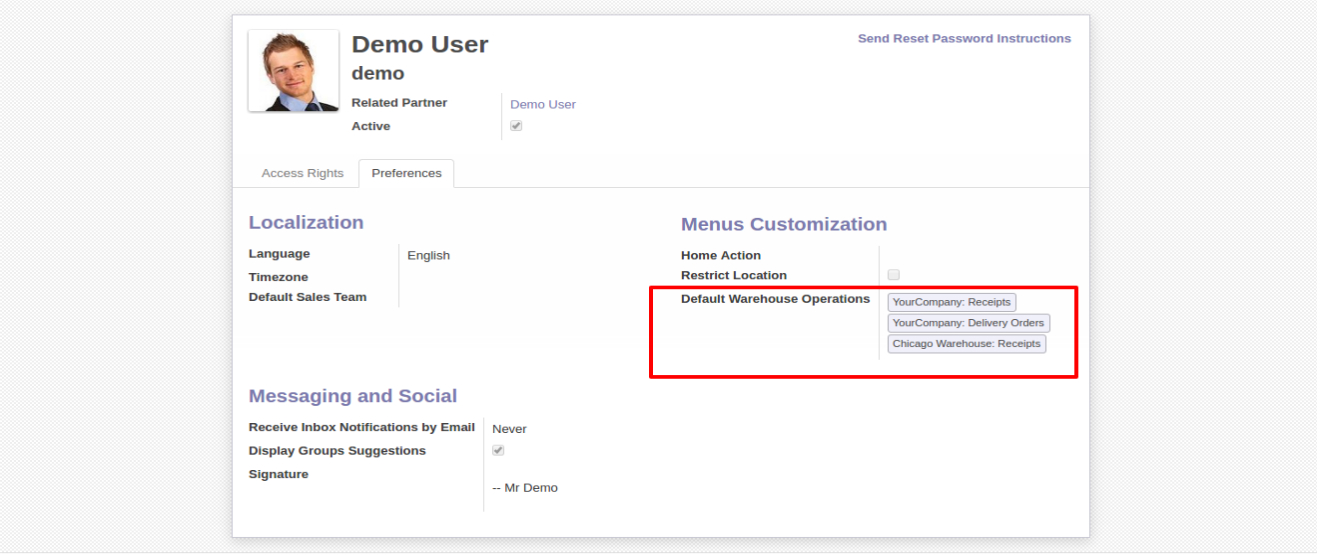 Demo User
Send Reset Password Instructions
demo
Related Partner
Demo User
Active
Access Rights
Preferences
Localization
Language
English
Timezone
Default Sales Team
Menus Customization
Home Action
Restrict Location
Default Warehouse Operations
YourCompany: Receipts
YourCompany: Delivery Orders
Chicago Warehouse: Receipts
Messaging and Social
Receive Inbox Notifications by Email
Never
Display Groups Suggestions
Signature
-- Mr Demo